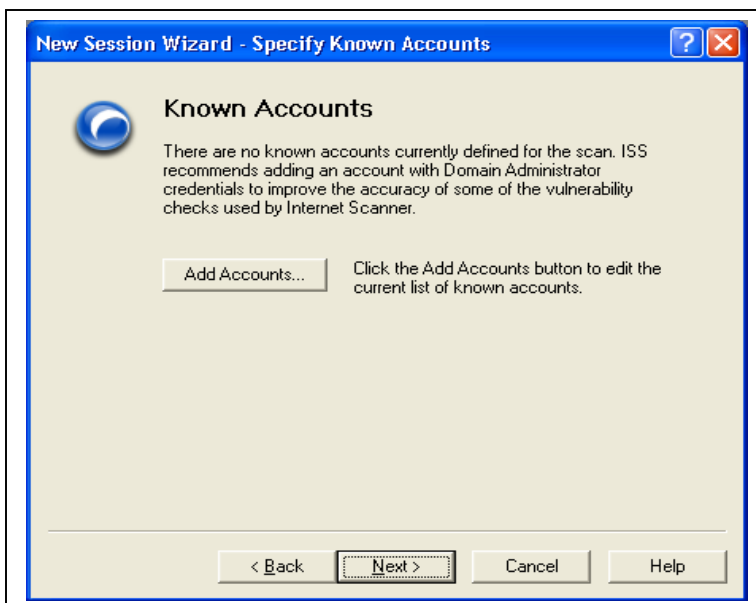 New Session Wizard - Specify Known Accounts
Known Accounts
There are no known accounts currently defined for the scan. ISS
recommends adding an account with Domain Administrator
credentials to improve the accuracy of some of the vulnerability
checks used by Internet Scanner.
Add Accounts...
Click the Add Accounts button to edit the
current list of known accounts.
< Back
Next >
Cancel
Help